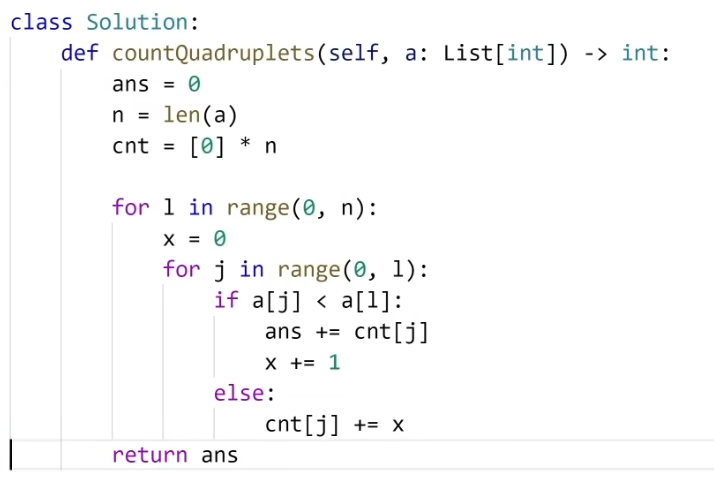 class Solution:
    def countQuadruplets(self, a: List[int]) -> int:
        ans = 0
        n = len(a)
        cnt = [0] * n
        for l in range(0, n):
            x = 0
            for j in range(0, l):
                if a[j] < a[l]:
                    ans += cnt[j]
                    x += 1
                else:
                    cnt[j] += x
        return ans